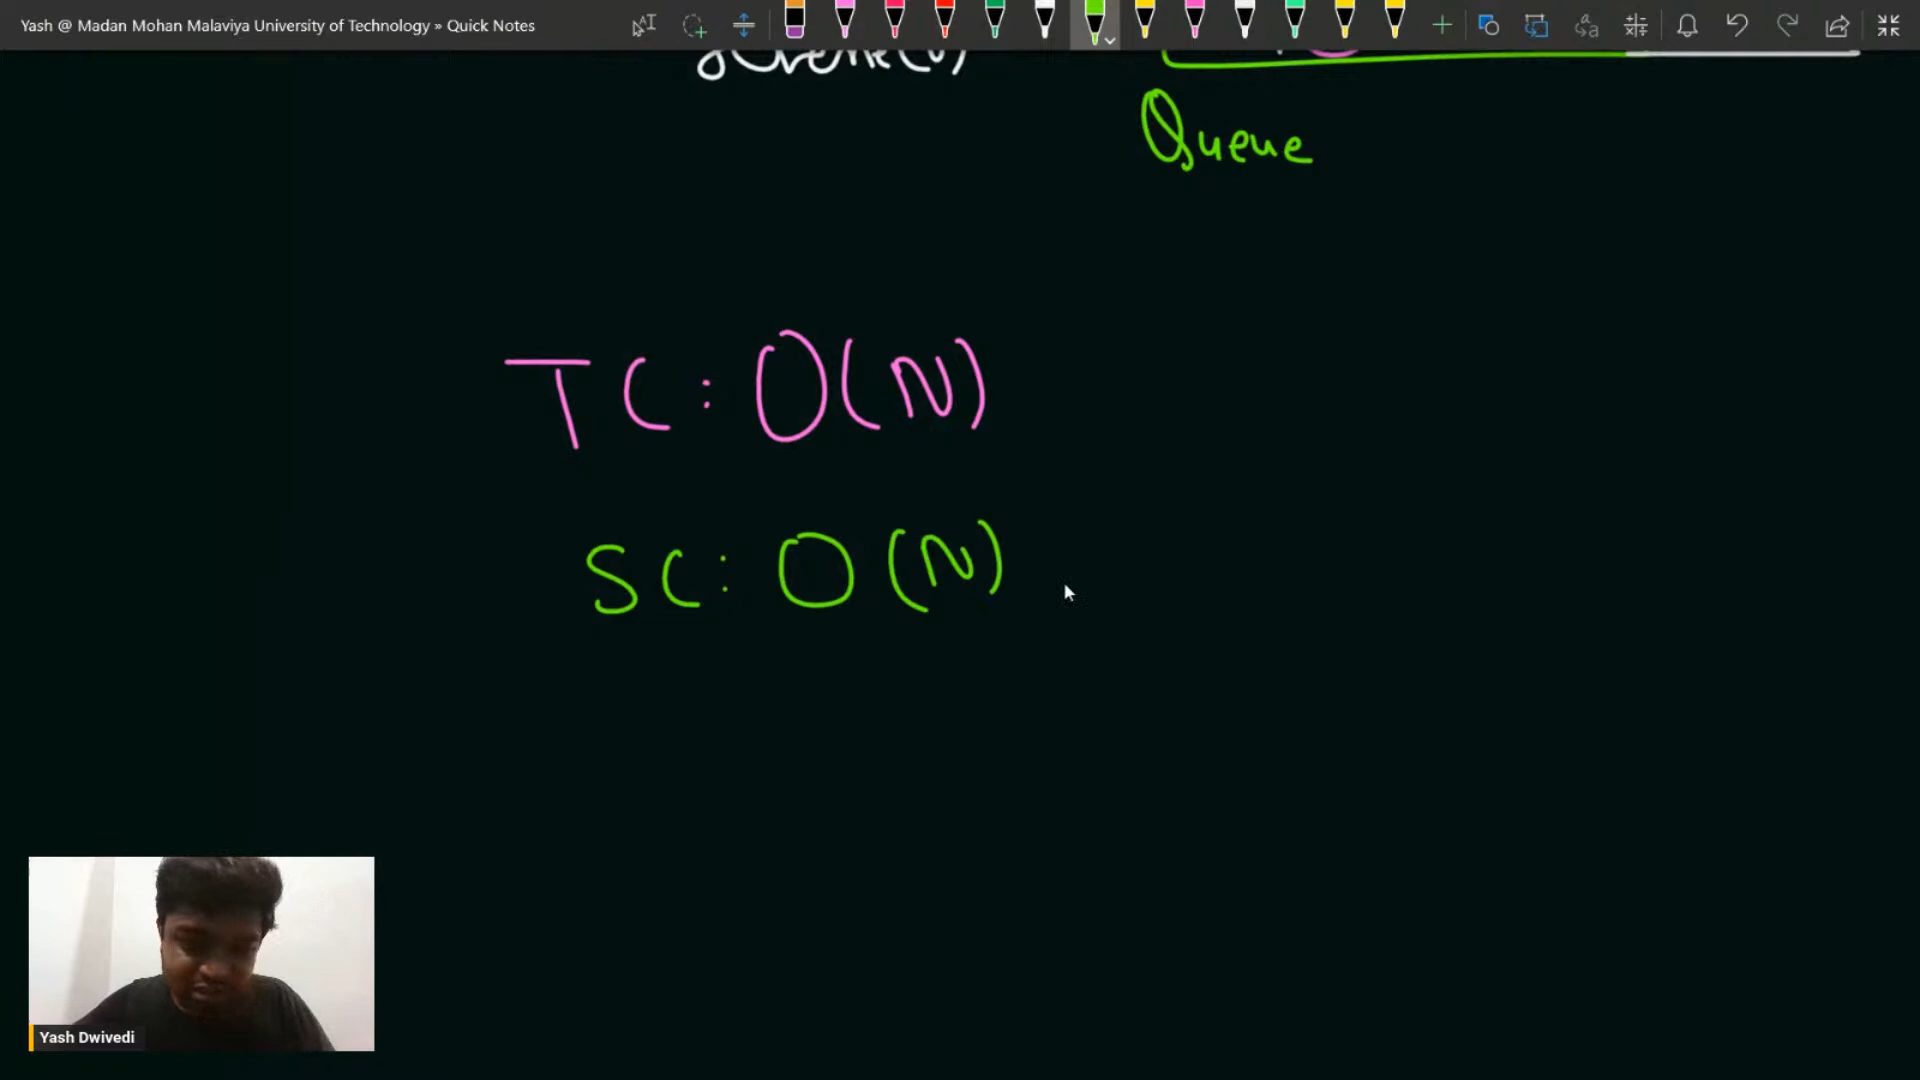 Yash @ Madan Mohan Malaviya University of Technology » Quick Notes
Queue
TC: O(N)
SC: O(N)
Yash Dwivedi